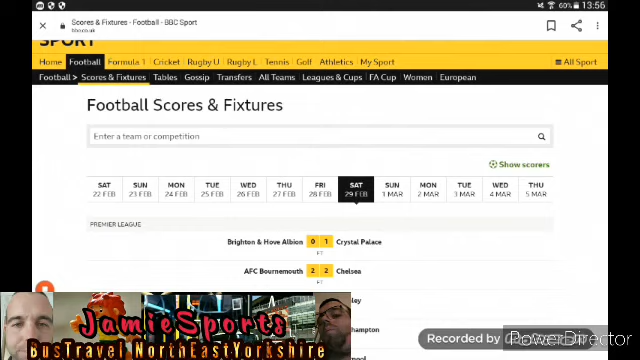 60% 13:56
Scores & Fixtures - Football - BBC Sport
bbc.co.uk
SPORT
Home Football Formula 1 Cricket Rugby U Rugby L Tennis Golf Athletics My Sport All Sport
Football > Scores & Fixtures Tables Gossip Transfers All Teams Leagues & Cups FA Cup Women European
Football Scores & Fixtures
Enter a team or competition
Show scorers
SAT SUN MON TUE WED THU FRI SAT SUN MON TUE WED THU
22 FEB 23 FEB 24 FEB 25 FEB 26 FEB 27 FEB 28 FEB 29 FEB 1 MAR 2 MAR 3 MAR 4 MAR 5 MAR
PREMIER LEAGUE
Brighton & Hove Albion 0 1 Crystal Palace
FT
AFC Bournemouth 2 2 Chelsea
FT
JamieSports
BusTravel NorthEastYorkshire
Recorded by
PowerDirector